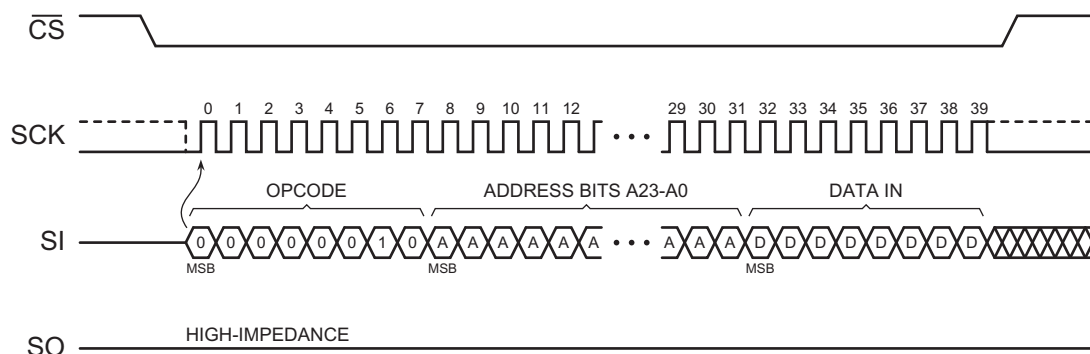 CS
0 1 2 3 4 5 6 7 8 9 10 11 12 29 30 31 32 33 34 35 36 37 38 39
SCK
OPCODE ADDRESS BITS A23-A0 DATA IN
SI 0 0 0 0 0 0 1 0 A A A A A A A A A D D D D D D D D
MSB MSB MSB
HIGH-IMPEDANCE
SO